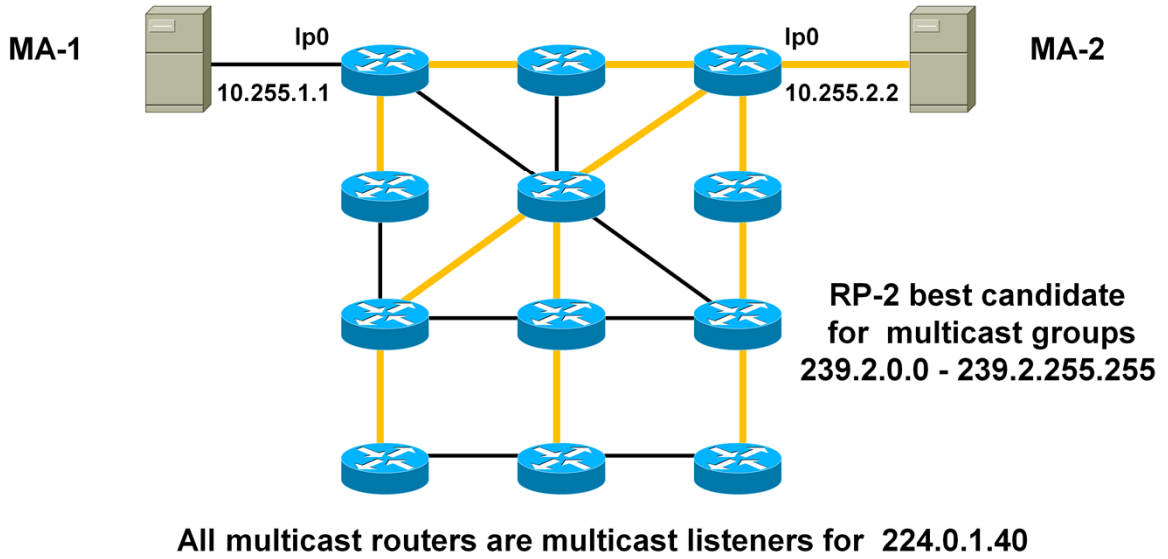 MA-1
lp0
10.255.1.1
lp0
10.255.2.2
MA-2
RP-2 best candidate
for multicast groups
239.2.0.0 - 239.2.255.255
All multicast routers are multicast listeners for 224.0.1.40